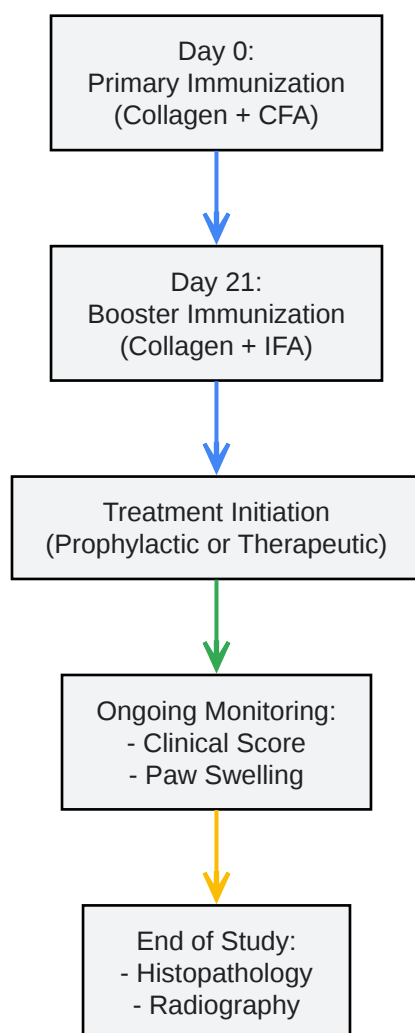 Day 0:
Primary Immunization
(Collagen + CFA)
Day 21:
Booster Immunization
(Collagen + IFA)
Treatment Initiation
(Prophylactic or Therapeutic)
Ongoing Monitoring:
- Clinical Score
- Paw Swelling
End of Study:
- Histopathology
- Radiography